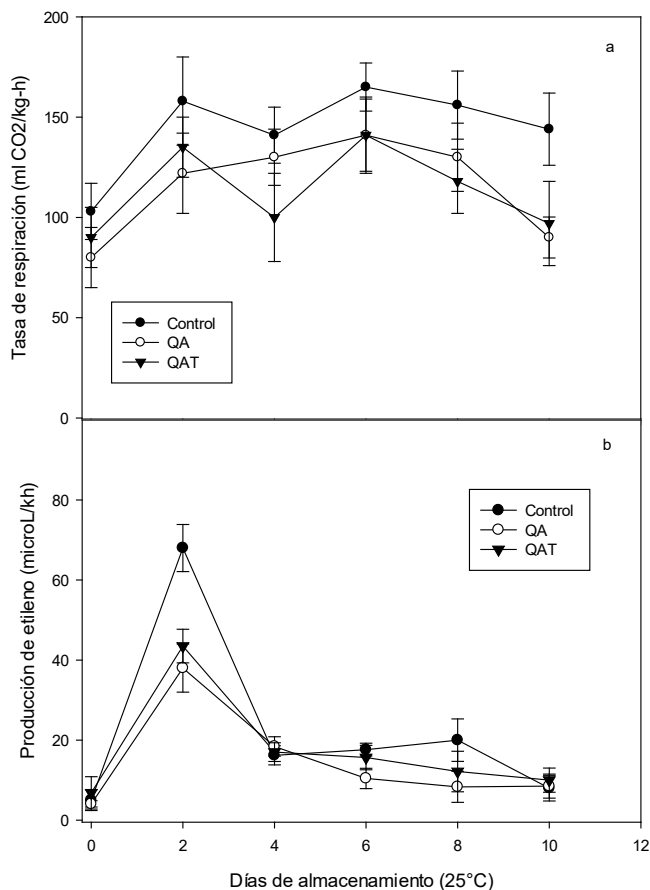 200
a
150
100
50
0
Tasa de respiración (ml CO2/kg-h)
Control
QA
QAT
b
80
60
40
20
0
Producción de etileno (microL/kh)
Control
QA
QAT
0 2 4 6 8 10 12
Días de almacenamiento (25°C)